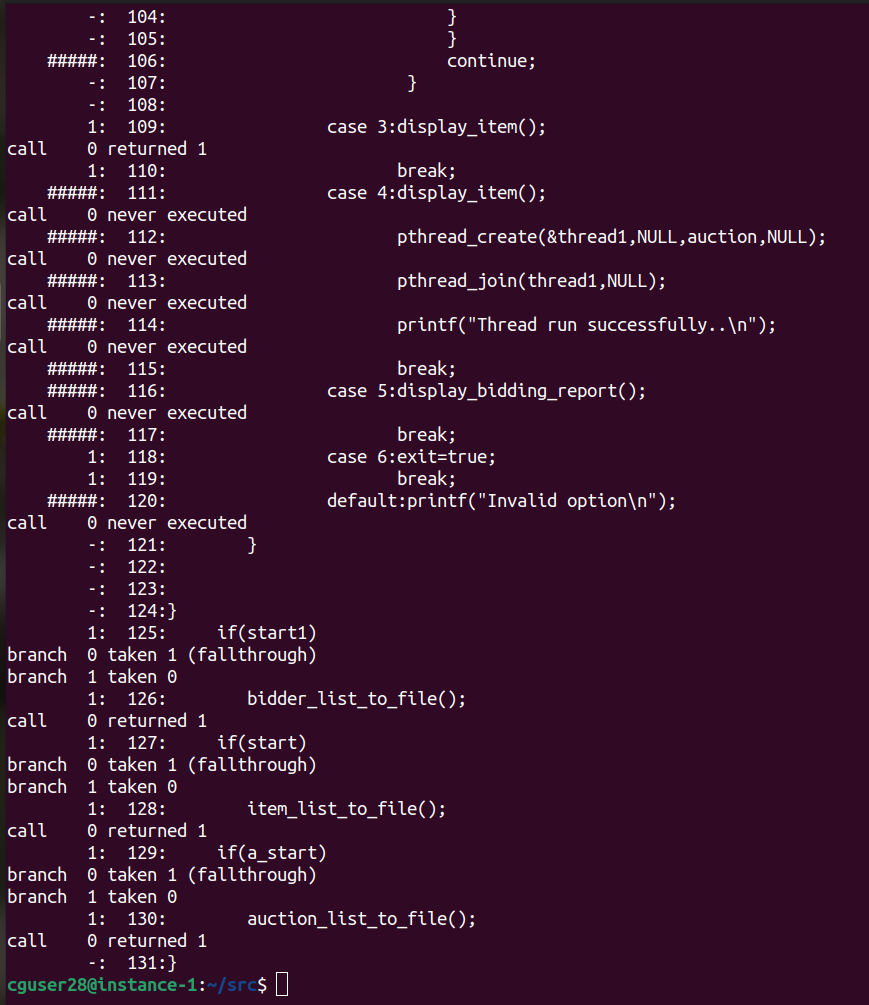 -:  104:                            }
        -:  105:                            }
    #####:  106:                            continue;
        -:  107:                        }
        -:  108:
        1:  109:                case 3:display_item();
call    0 returned 1
        1:  110:                       break;
    #####:  111:                case 4:display_item();
call    0 never executed
    #####:  112:                       pthread_create(&thread1,NULL,auction,NULL);
call    0 never executed
    #####:  113:                       pthread_join(thread1,NULL);
call    0 never executed
    #####:  114:                       printf("Thread run successfully..\n");
call    0 never executed
    #####:  115:                       break;
    #####:  116:                case 5:display_bidding_report();
call    0 never executed
    #####:  117:                       break;
        1:  118:                case 6:exit=true;
        1:  119:                       break;
    #####:  120:                default:printf("Invalid option\n");
call    0 never executed
        -:  121:        }
        -:  122:
        -:  123:
        -:  124:}
        1:  125:     if(start1)
branch  0 taken 1 (fallthrough)
branch  1 taken 0
        1:  126:        bidder_list_to_file();
call    0 returned 1
        1:  127:     if(start)
branch  0 taken 1 (fallthrough)
branch  1 taken 0
        1:  128:        item_list_to_file();
call    0 returned 1
        1:  129:     if(a_start)
branch  0 taken 1 (fallthrough)
branch  1 taken 0
        1:  130:        auction_list_to_file();
call    0 returned 1
        -:  131:}
cguser28@instance-1:~/src$